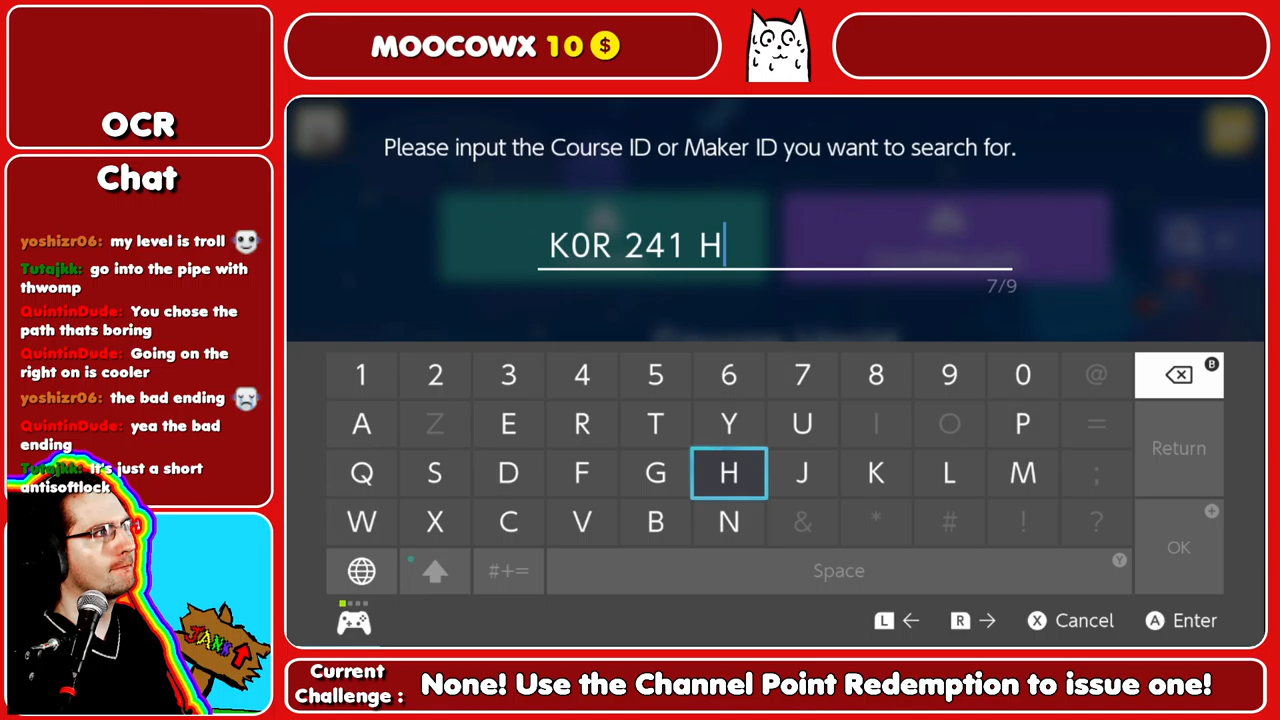 MOOCOWX 10 $
OCR
Chat
yoshizr06: my level is troll
Tutajkk: go into the pipe with
thwomp
QuintinDude: You chose the
path thats boring
QuintinDude: Going on the
right on is cooler
yoshizr06: the bad ending
QuintinDude: yea the bad
ending
Tutajkk: it's just a short
antisoftlock
Please input the Course ID or Maker ID you want to search for.
K0R 241 H
7/9
1 2 3 4 5 6 7 8 9 0 @ B
A Z E R T Y U I O P =
Return
Q S D F G H J K L M ;
W X C V B N & * # ! ? +
OK
#+= Space Y
L ← R → X Cancel A Enter
JANK
Current
Challenge :
None! Use the Channel Point Redemption to issue one!